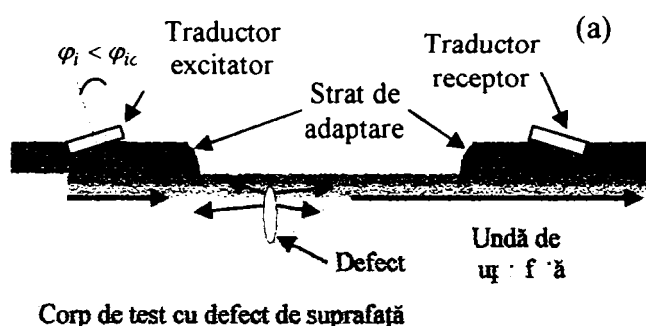 (a)
φi < φic
Traductor
excitator
Traductor
receptor
Strat de
adaptare
Defect
Undă de
Corp de test cu defect de suprafață